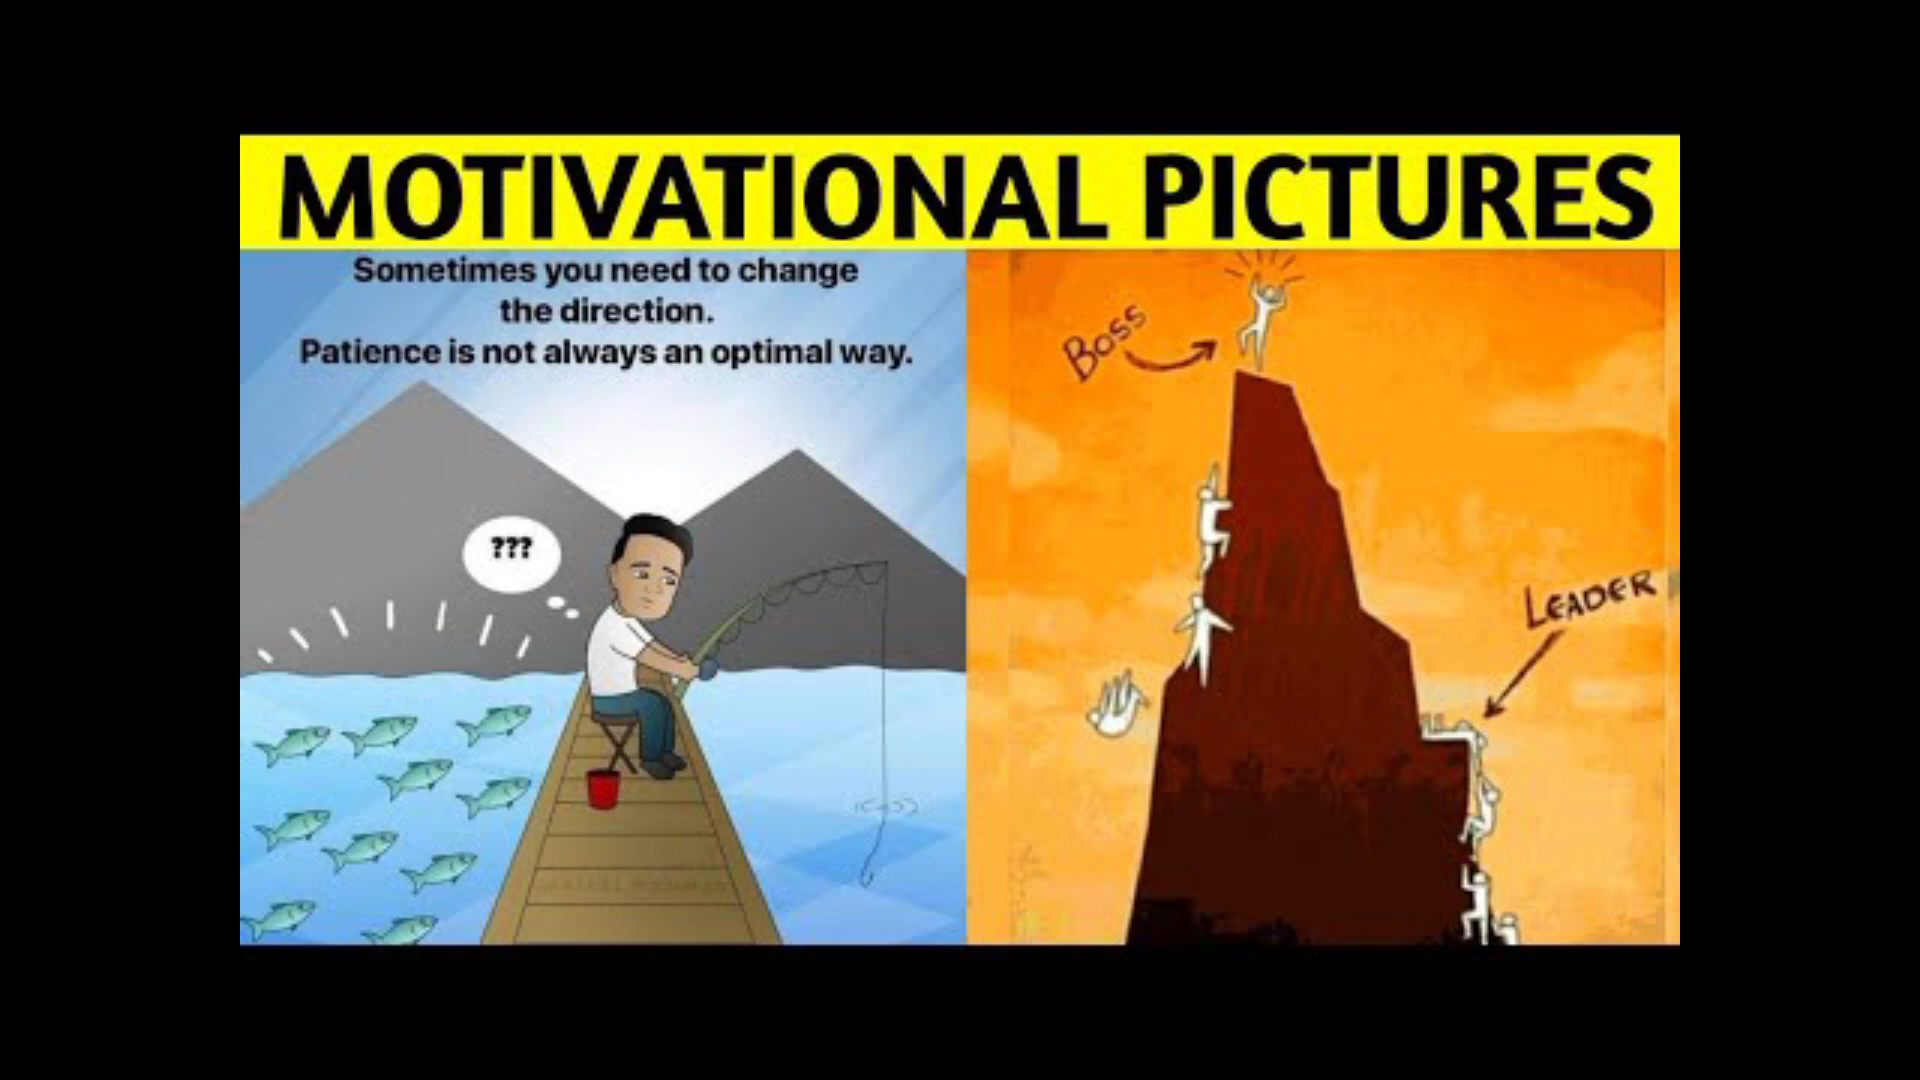 MOTIVATIONAL PICTURES
Sometimes you need to change
the direction.
Patience is not always an optimal way.
???
Boss
LEADER